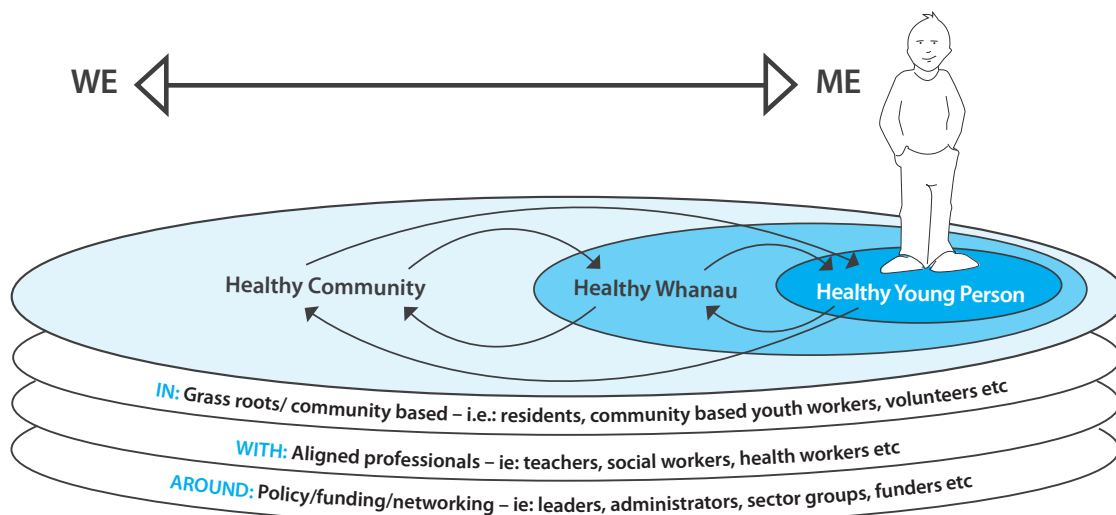 WE
ME
Healthy Community
Healthy Whanau
Healthy Young Person
IN: Grass roots/ community based – i.e.: residents, community based youth workers, volunteers etc
WITH: Aligned professionals – ie: teachers, social workers, health workers etc
AROUND: Policy/funding/networking – ie: leaders, administrators, sector groups, funders etc